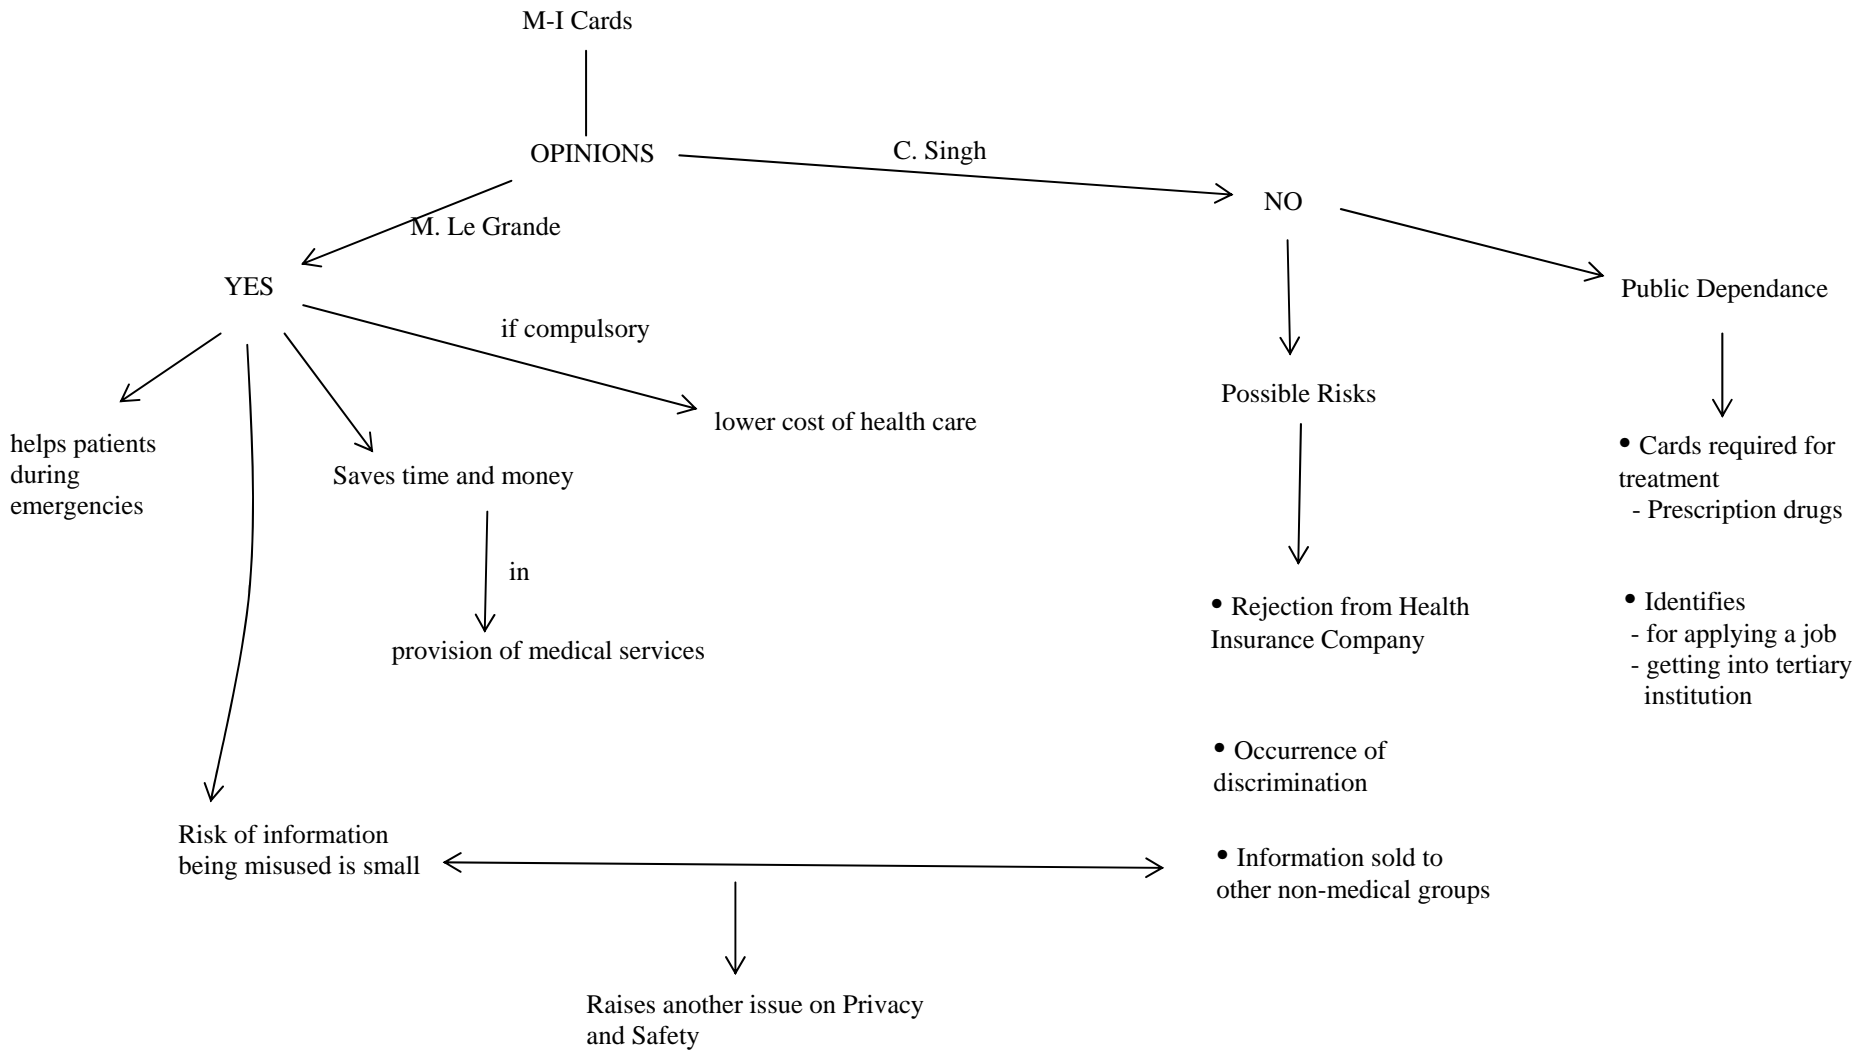 M-I Cards
OPINIONS
C. Singh
M. Le Grande
NO
YES
Public Dependance
if compulsory
Possible Risks
lower cost of health care
helps patients
during
emergencies
Saves time and money
in
provision of medical services
• Cards required for
treatment
- Prescription drugs
• Rejection from Health
Insurance Company
• Identifies
- for applying a job
- getting into tertiary
institution
• Occurrence of
discrimination
Risk of information
being misused is small
• Information sold to
other non-medical groups
Raises another issue on Privacy
and Safety